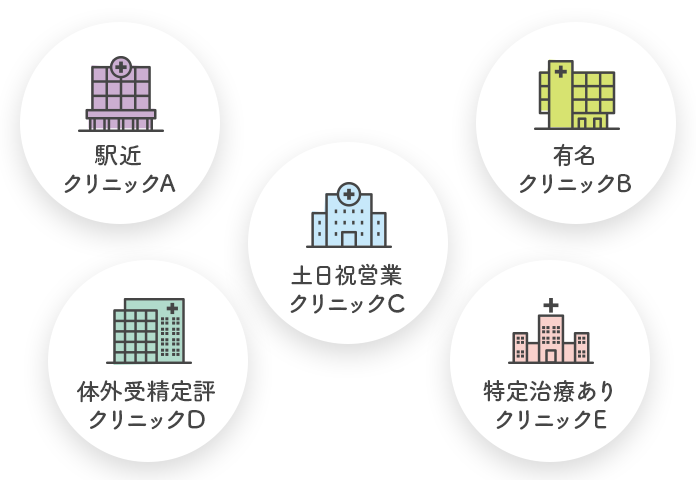 駅近
クリニックA
有名
クリニックB
土日祝営業
クリニックC
体外受精定評
クリニックD
特定治療あり
クリニックE